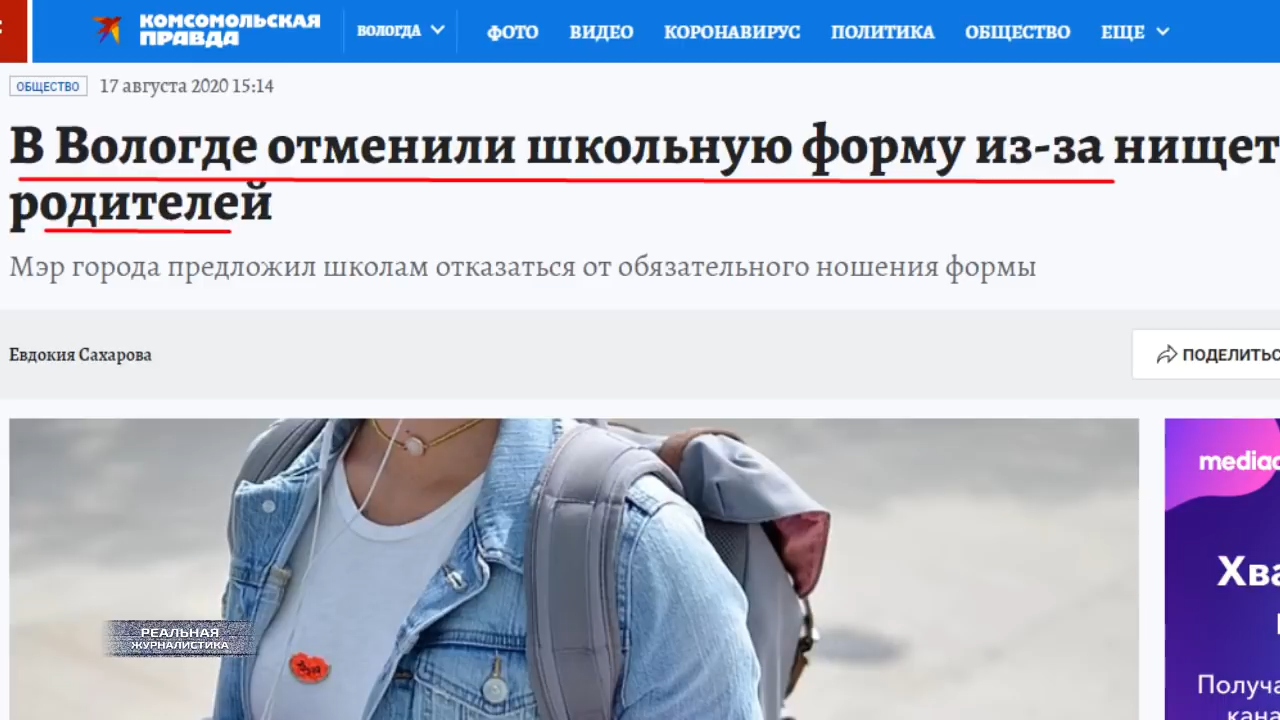 КОМСОМОЛЬСКАЯ
ПРАВДА
ВОЛОГДА
ФОТО ВИДЕО КОРОНАВИРУС ПОЛИТИКА ОБЩЕСТВО ЕЩЕ
ОБЩЕСТВО 17 августа 2020 15:14
В Вологде отменили школьную форму из-за нищет
родителей
Мэр города предложил школам отказаться от обязательного ношения формы
Евдокия Сахарова
ПОДЕЛИТЬС
mediac
Хва
Получа
кана
РЕАЛЬНАЯ
ЖУРНАЛИСТИКА